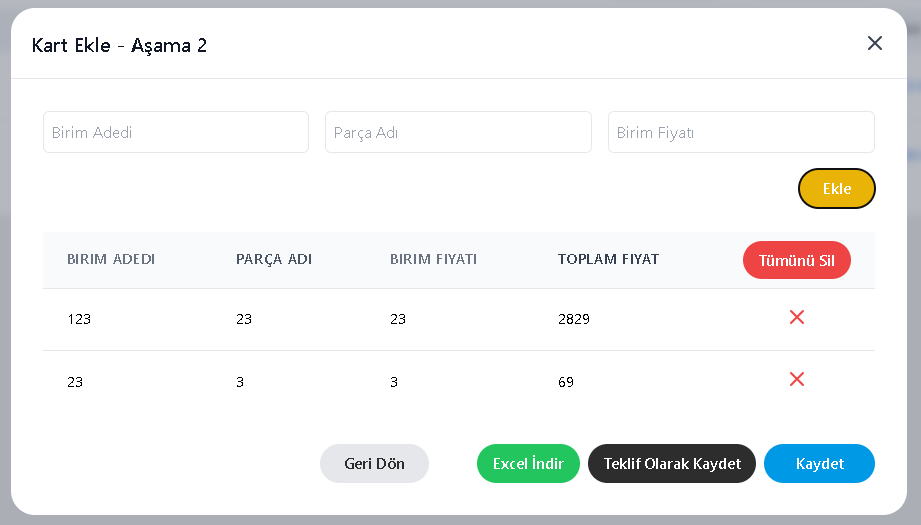 Kart Ekle - Aşama 2
Birim Adedi Parça Adı Birim Fiyatı
Ekle
BIRIM ADEDI PARÇA ADI BIRIM FIYATI TOPLAM FIYAT Tümünü Sil
123 23 23 2829
23 3 3 69
Geri Dön Excel İndir Teklif Olarak Kaydet Kaydet